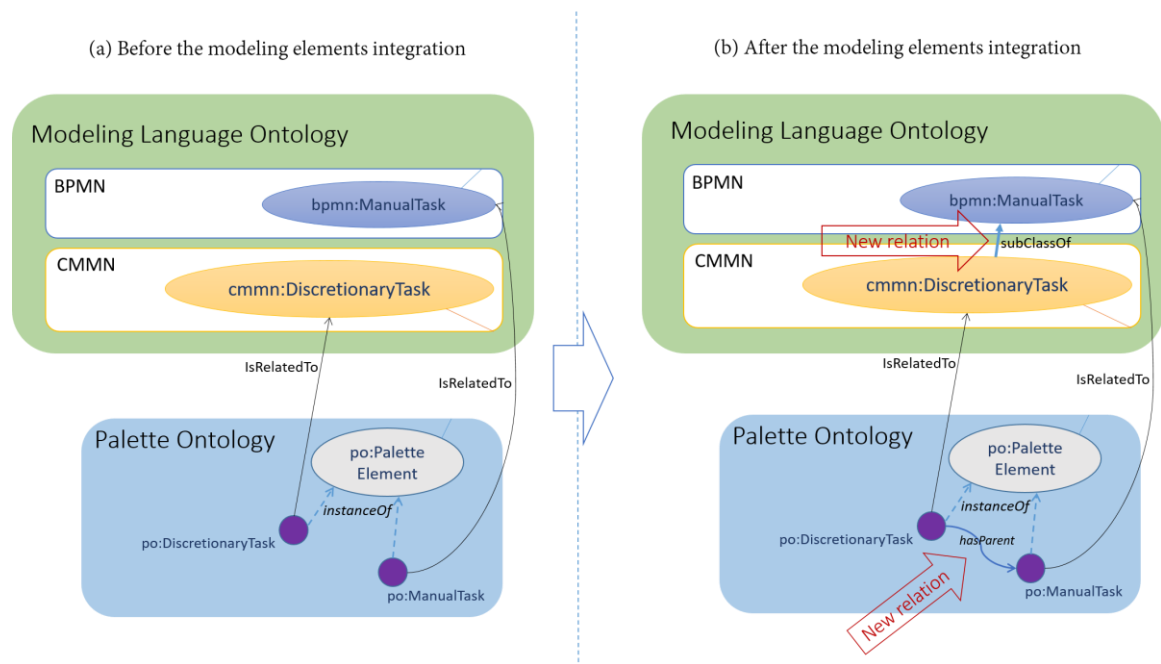 (a) Before the modeling elements integration
Modeling Language Ontology
BPMN
bpmn:ManualTask
CMMN
cmmn:DiscretionaryTask
IsRelatedTo
IsRelatedTo
Palette Ontology
po:Palette
Element
instanceOf
po:DiscretionaryTask
po:ManualTask
(b) After the modeling elements integration
Modeling Language Ontology
BPMN
bpmn:ManualTask
New relation
subClassOf
CMMN
cmmn:DiscretionaryTask
IsRelatedTo
IsRelatedTo
Palette Ontology
po:Palette
Element
instanceOf
po:DiscretionaryTask
hasParent
po:ManualTask
New relation